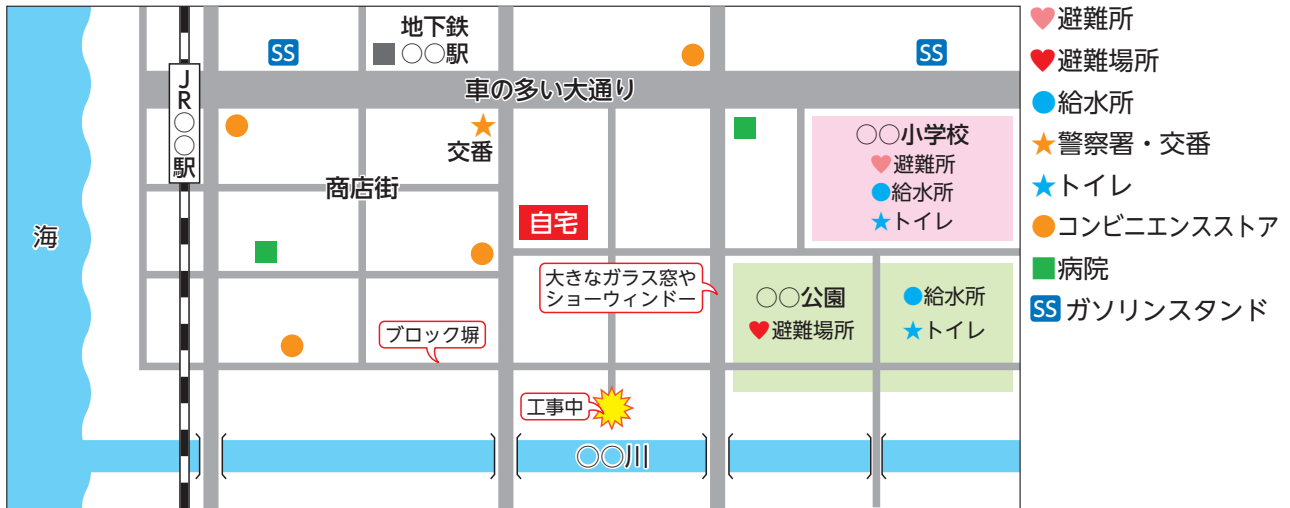 SS
地下鉄
○○駅
SS
車の多い大通り
JR○○駅
交番
○○小学校
避難所
給水所
トイレ
商店街
海
自宅
大きなガラス窓や
ショーウィンドー
○○公園
避難場所
給水所
トイレ
ブロック塀
工事中
○○川
避難所
避難場所
給水所
警察署・交番
トイレ
コンビニエンスストア
病院
SS ガソリンスタンド